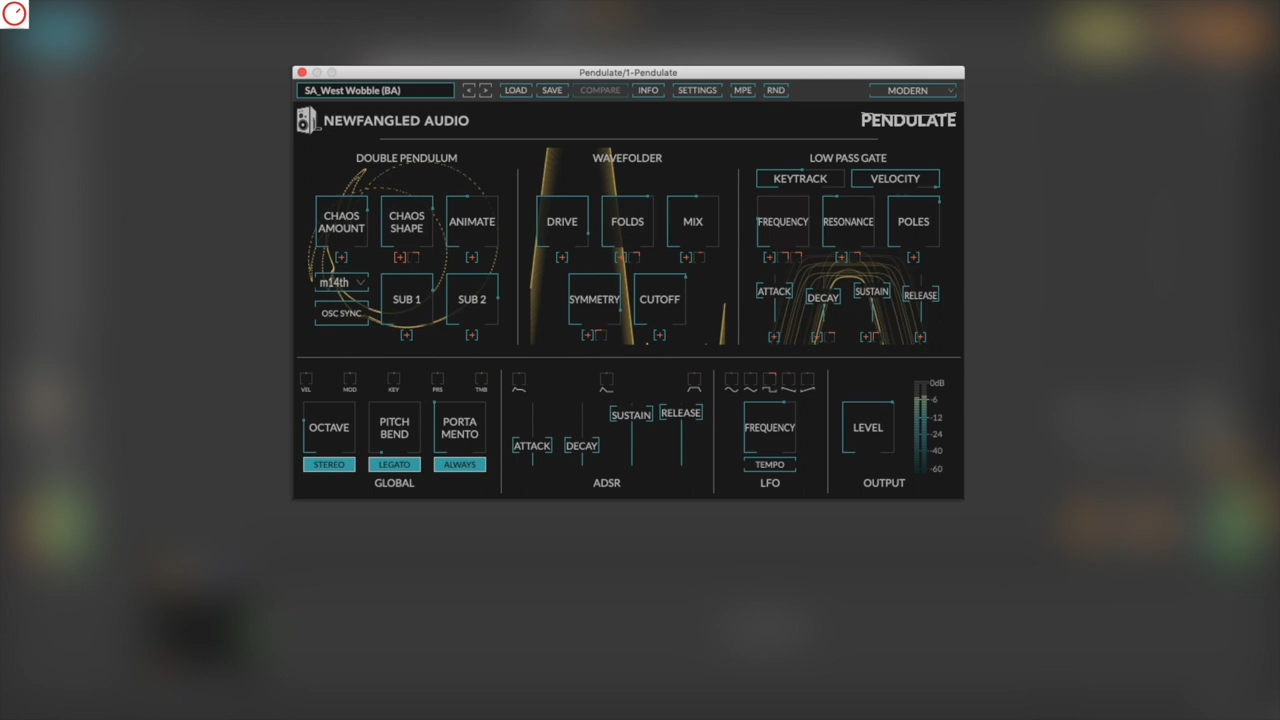 Pendulate/1-Pendulate
SA_West Wobble (BA) < > LOAD SAVE COMPARE INFO SETTINGS MPE RND MODERN
NEWFANGLED AUDIO PENDULATE
DOUBLE PENDULUM WAVEFOLDER LOW PASS GATE
KEYTRACK VELOCITY
CHAOS AMOUNT CHAOS SHAPE ANIMATE DRIVE FOLDS MIX FREQUENCY RESONANCE POLES
m14th SUB 1 SUB 2 SYMMETRY CUTOFF ATTACK DECAY SUSTAIN RELEASE
OSC SYNC
VEL MOD KEY PRS TMB
0dB
-6
-12
-24
-40
-60
OCTAVE PITCH BEND PORTA MENTO ATTACK DECAY SUSTAIN RELEASE FREQUENCY LEVEL
STEREO LEGATO ALWAYS TEMPO
GLOBAL ADSR LFO OUTPUT